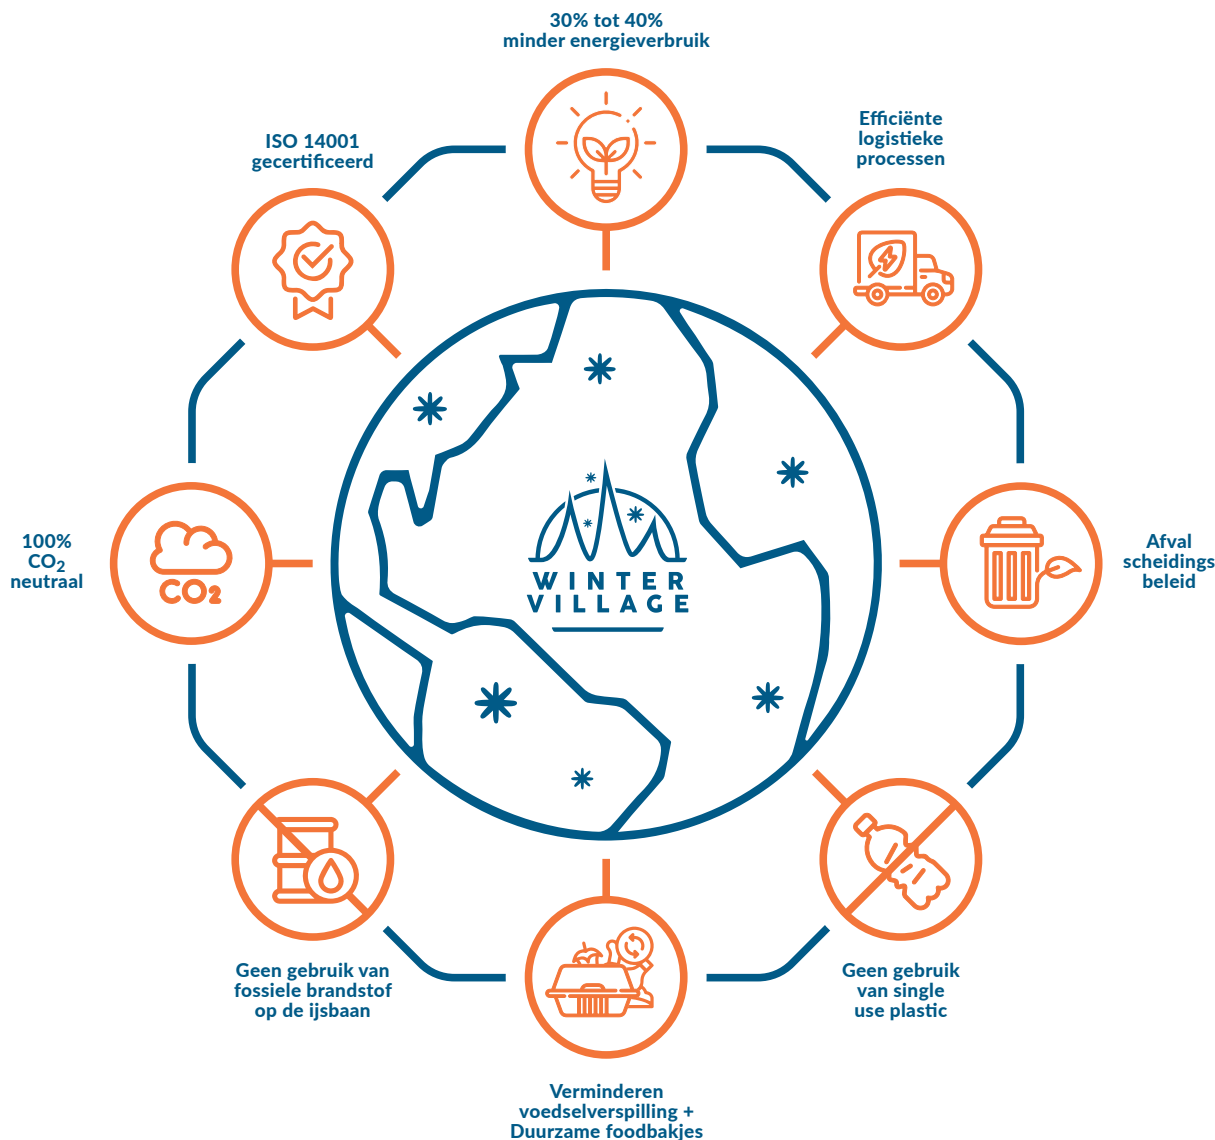 30% tot 40%
minder energieverbruik
Efficiënte
logistieke
processen
ISO 14001
gecertificeerd
WINTER
VILLAGE
100%
CO₂
neutraal
CO₂
Afval
scheidings
beleid
Geen gebruik van
fossiele brandstof
op de ijsbaan
Geen gebruik
van single
use plastic
Verminderen
voedselverspilling +
Duurzame foodbakjes